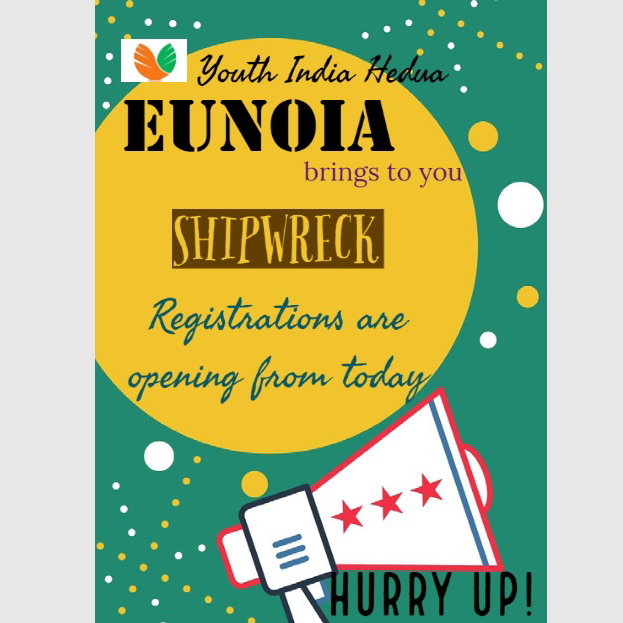 Youth India Hedua
EUNOIA
brings to you
SHIPWRECK
Registrations are
opening from today
HURRY UP!